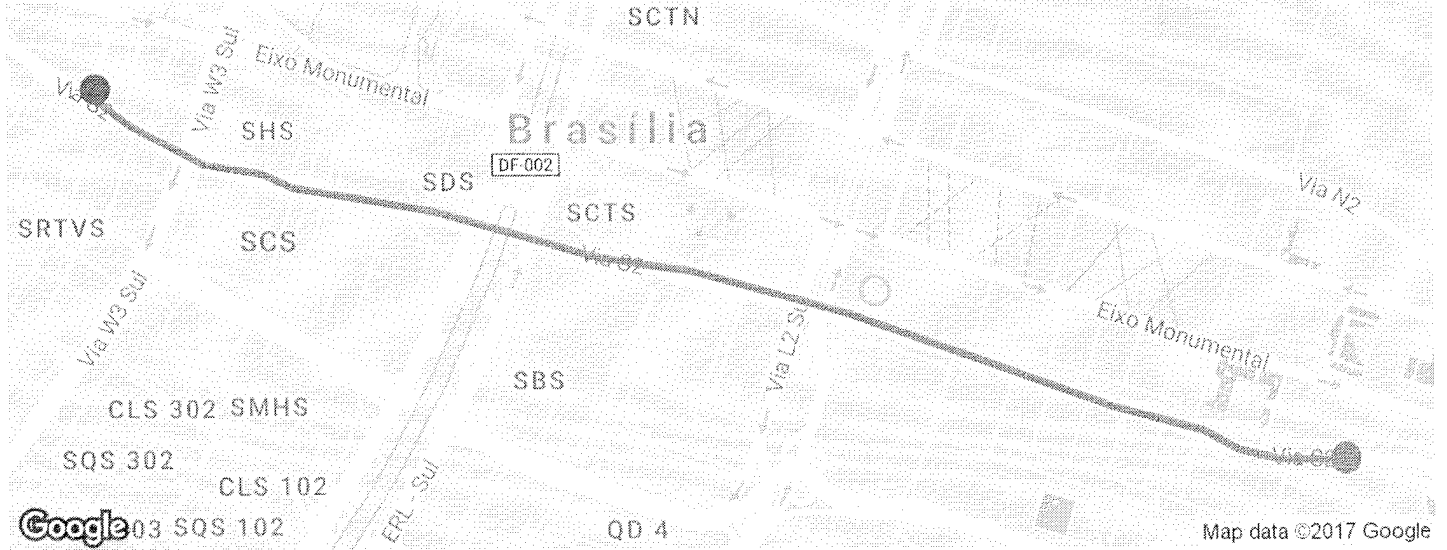 SCTN
Via W3 Sul
Eixo Monumental
SHS
Brasília
DF-002
SDS
SCTS
Via N2
SRTVS
SCS
Via S2
Via W3 Sul
Via L2 Sul
Eixo Monumental
SBS
CLS 302
SMHS
SQS 302
CLS 102
ERL - Sul
Google
03
SQS 102
QD 4
Map data ©2017 Google